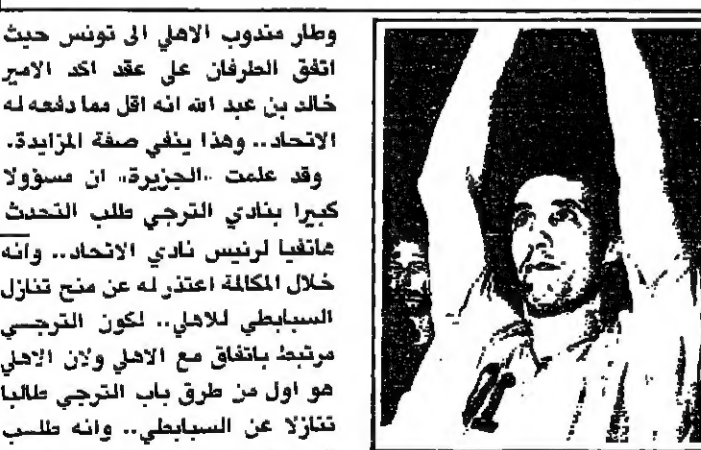 وطار مندوب الاهلي الى تونس حيث
اتفق الطرفان على عقد اكد الامير
خالد بن عبد الله انه اقل مما دفعه له
الاتحاد.. وهذا ينفي صفة المزايدة.
وقد علمت «الجزيرة» ان مسؤولا
كبيرا بنادي الترجي طلب التحدث
هاتفيا لرئيس نادي الاتحاد.. وانه
خلال المكالمة اعتذر له عن منح تنازل
السبابطي للاهلي.. لكون الترجي
مرتبط باتفاق مع الاهلي ولان الاهلي
هو اول من طرق باب الترجي طالبا
تنازلا عن السبابطي.. وانه طلب